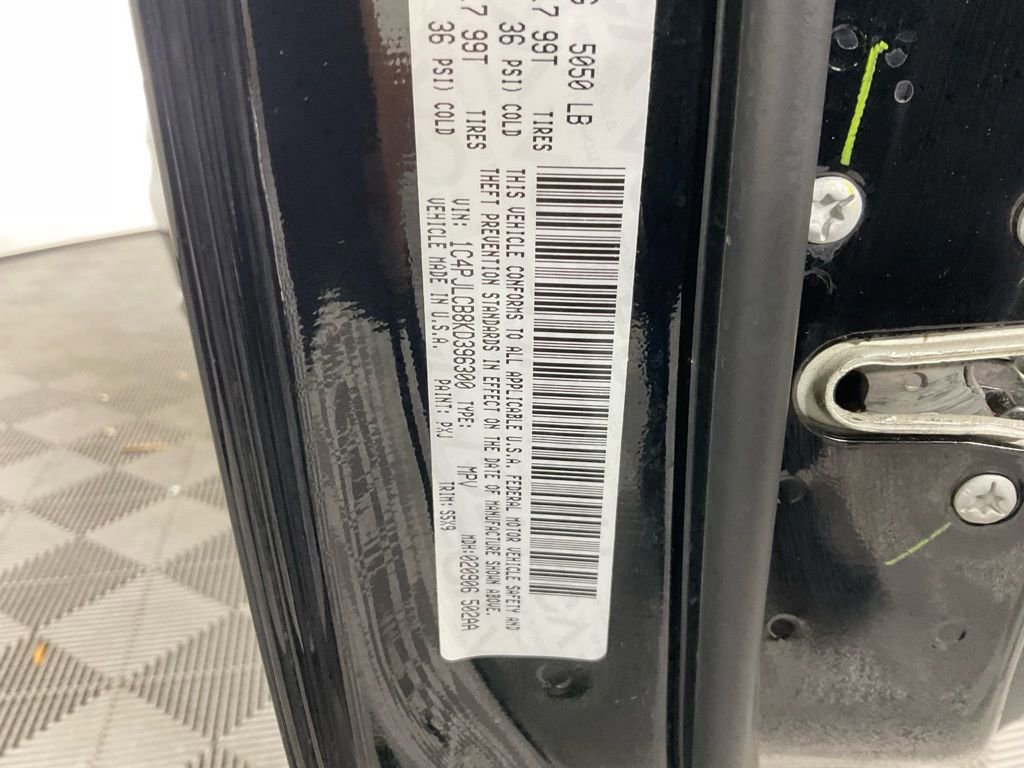 5050 LB
7 99T TIRES
36 PSI) COLD
7 99T TIRES
36 PSI) COLD
THIS VEHICLE CONFORMS TO ALL APPLICABLE U.S.A. FEDERAL MOTOR VEHICLE SAFETY AND
THEFT PREVENTION STANDARDS IN EFFECT ON THE DATE OF MANUFACTURE SHOWN ABOVE.
VIN: 1C4PJLCB8KD396300 TYPE: MPV MDH:020906 502AA
VEHICLE MADE IN U.S.A. PAINT: PXJ TRIM: S5X9